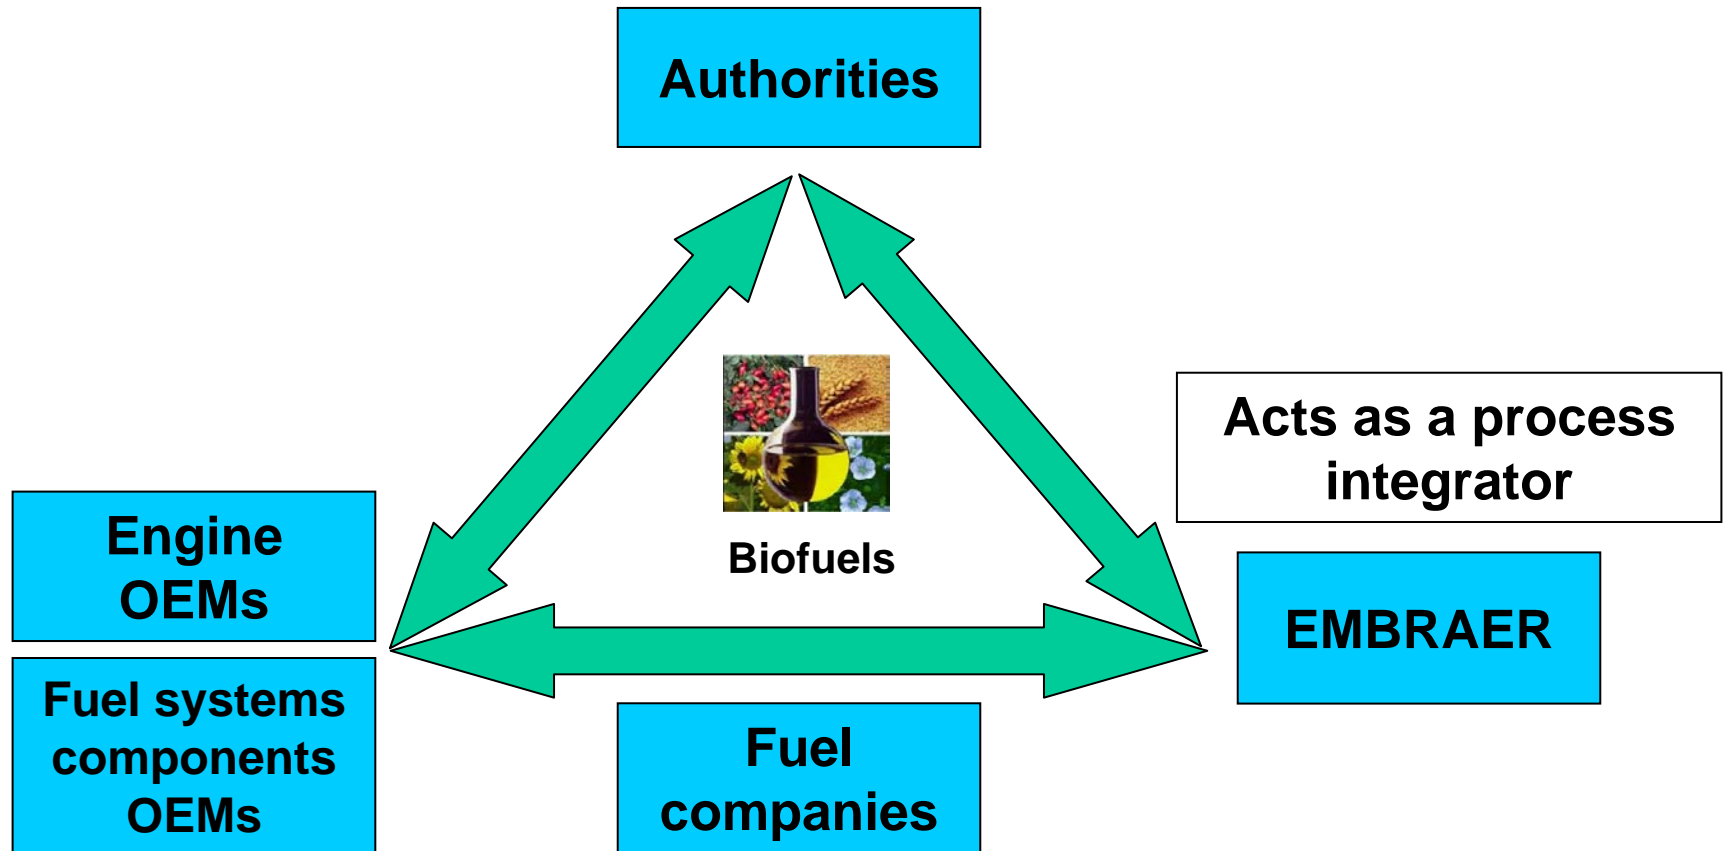 Authorities
Acts as a process
integrator
Engine
OEMs
Biofuels
EMBRAER
Fuel systems
components
OEMs
Fuel
companies